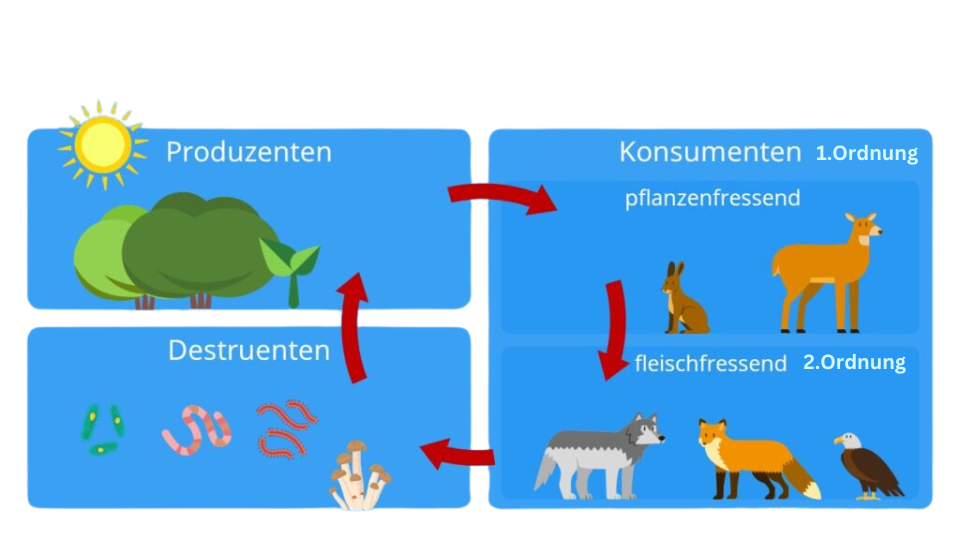 Produzenten
Konsumenten 1.Ordnung
pflanzenfressend
Destruenten
fleischfressend 2.Ordnung